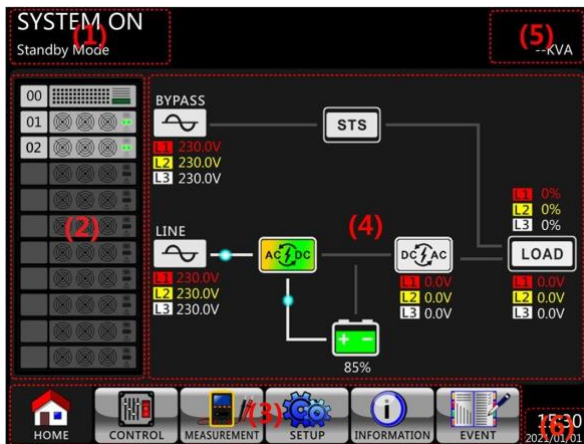 SYSTEM ON
(1)
Standby Mode
(5)
--KVA
00
01
02
(2)
BYPASS
L1 230.0V
L2 230.0V
L3 230.0V
STS
LINE
L1 230.0V
L2 230.0V
L3 230.0V
AC DC
(4)
DC AC
L1 0.0V
L2 0.0V
L3 0.0V
L1 0%
L2 0%
L3 0%
LOAD
L1 0.0V
L2 0.0V
L3 0.0V
+ -
85%
HOME
CONTROL
MEASUREMENT
(3)
SETUP
INFORMATION
EVENT
(6)